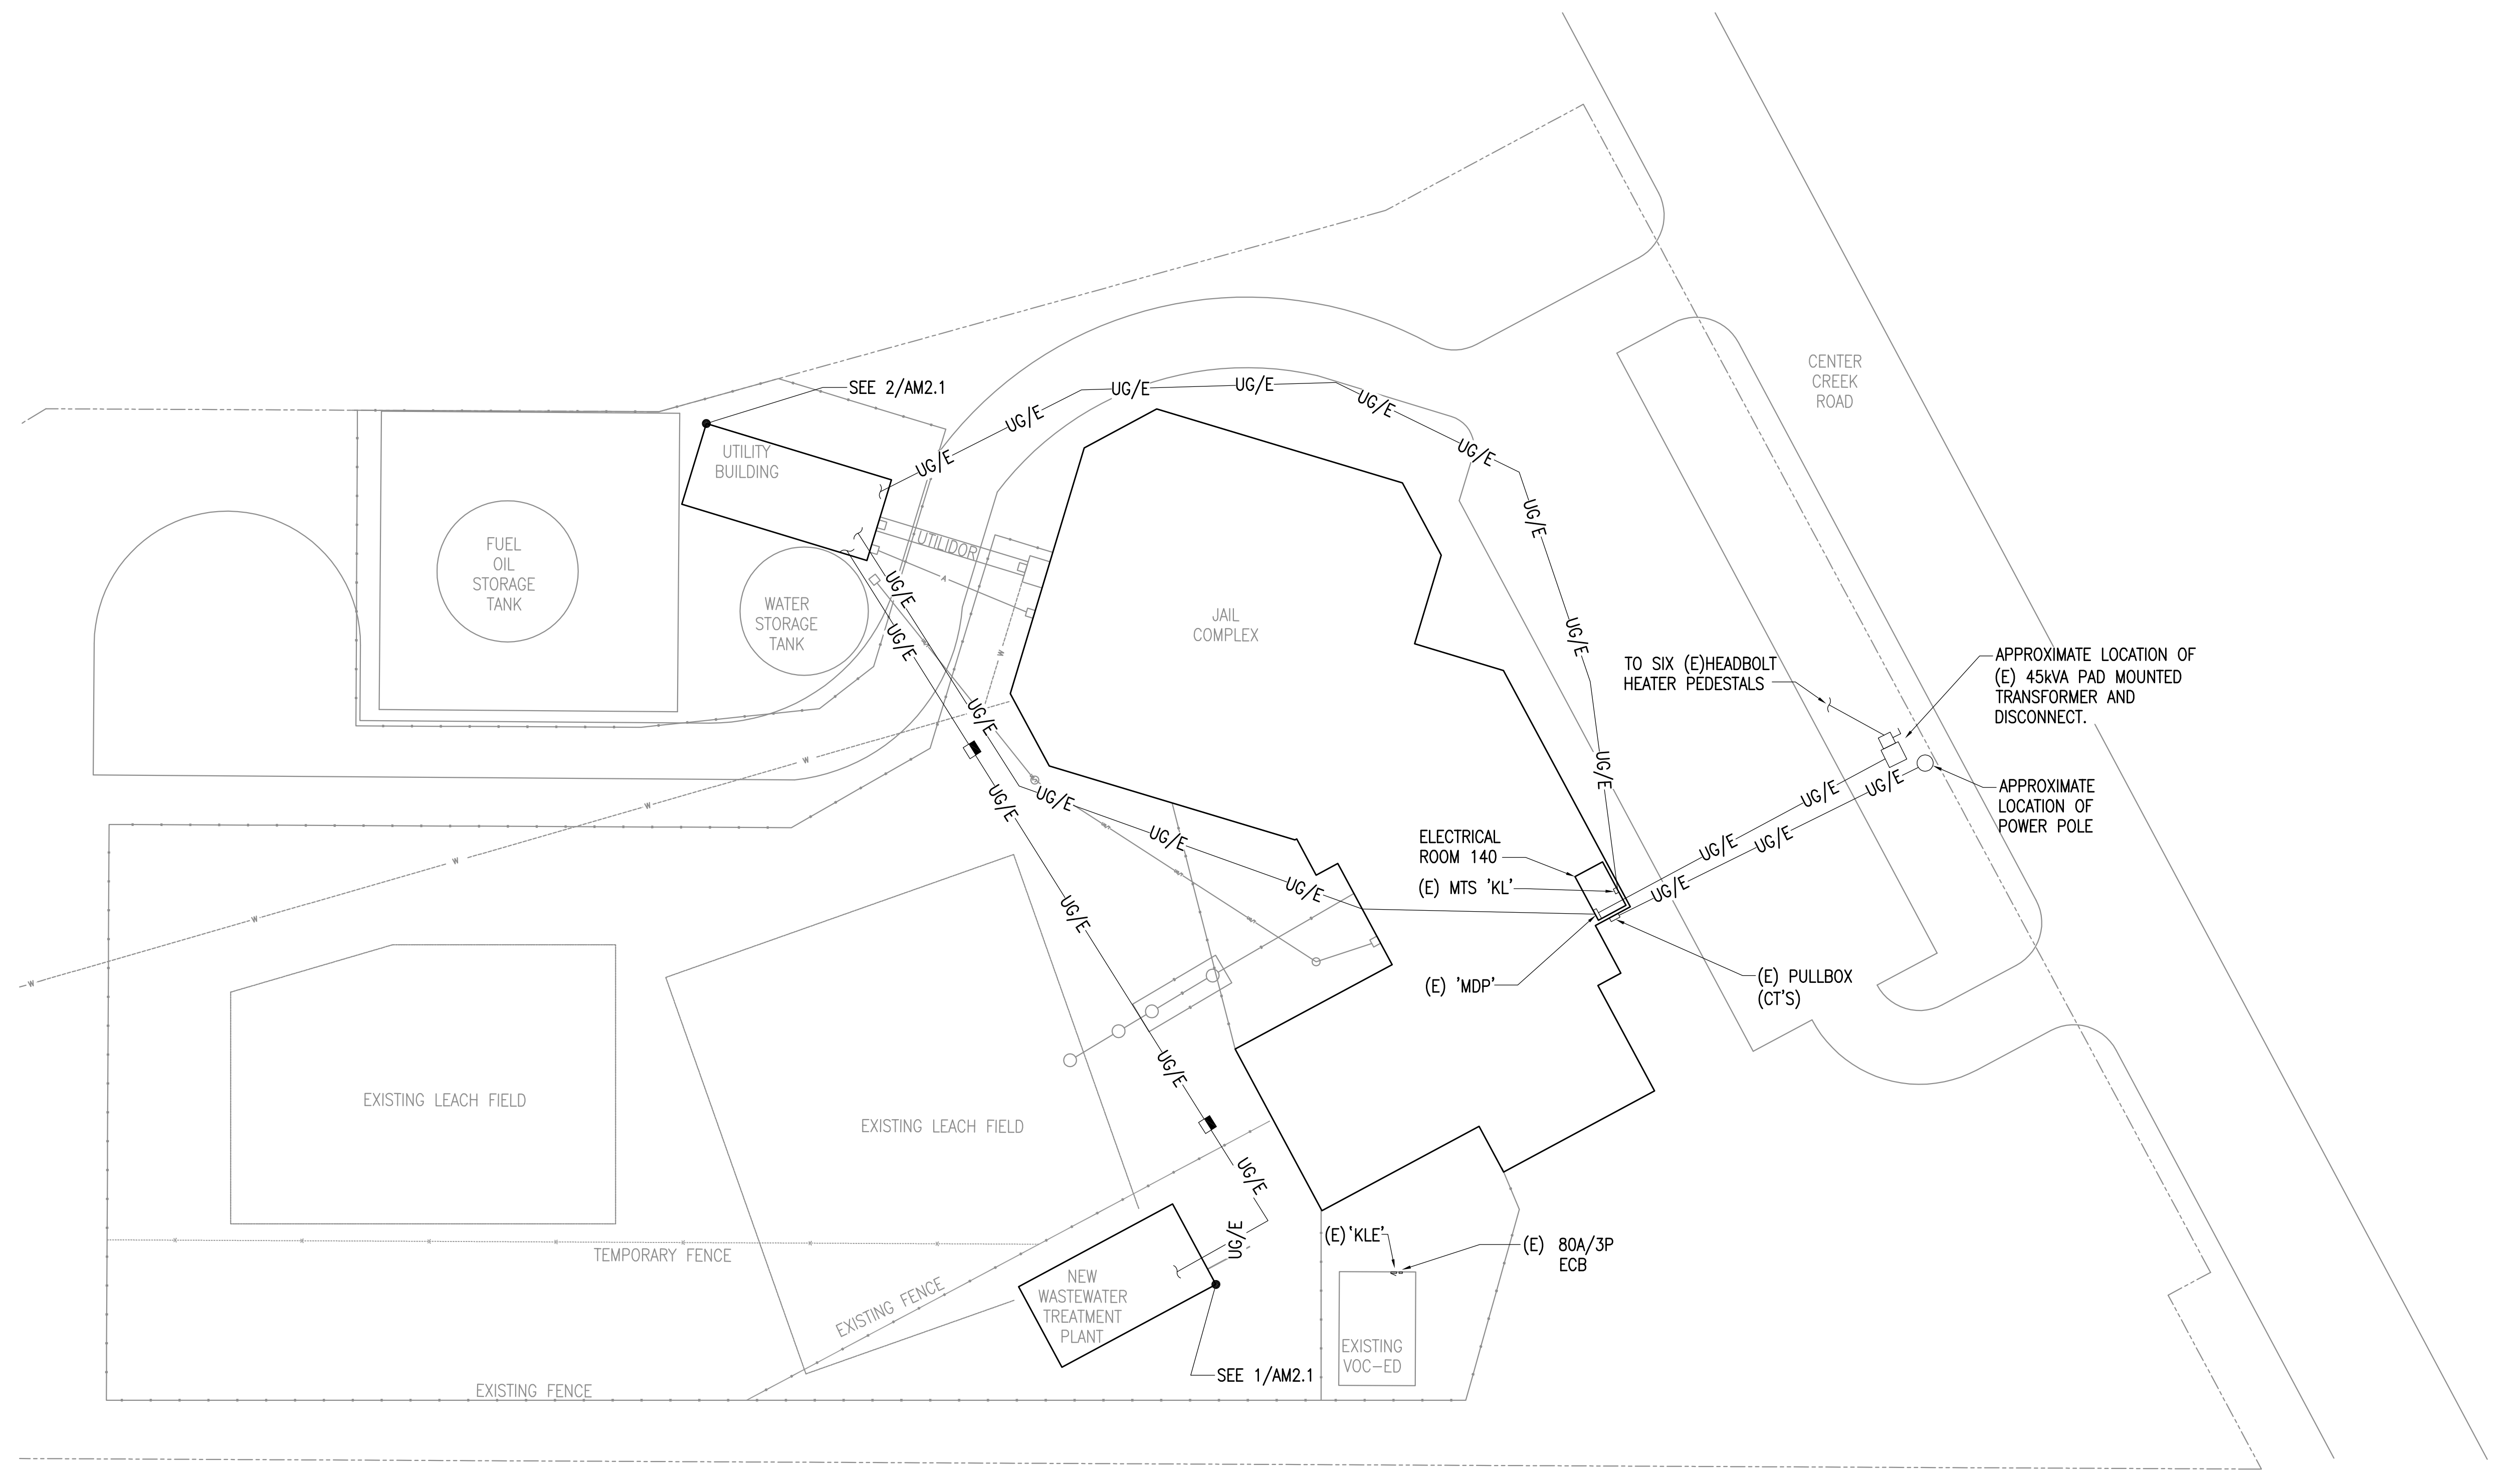 CENTER
CREEK
ROAD
SEE 2/AM2.1
UG/E
UG/E
UG/E
UG/E
UG/E
UG/E
UG/E
UG/E
UG/E
UTILITY
BUILDING
UTILIDOR
A
FUEL
OIL
STORAGE
TANK
WATER
STORAGE
TANK
JAIL
COMPLEX
UG/E
UG/E
UG/E
UG/E
UG/E
UG/E
UG/E
UG/E
UG/E
UG/E
UG/E
W
W
W
W
W
W
TO SIX (E)HEADBOLT
HEATER PEDESTALS
APPROXIMATE LOCATION OF
(E) 45kVA PAD MOUNTED
TRANSFORMER AND
DISCONNECT.
UG/E
UG/E
UG/E
UG/E
UG/E
APPROXIMATE
LOCATION OF
POWER POLE
ELECTRICAL
ROOM 140
(E) MTS 'KL'
(E) 'MDP'
(E) PULLBOX
(CT'S)
EXISTING LEACH FIELD
EXISTING LEACH FIELD
TEMPORARY FENCE
EXISTING FENCE
EXISTING FENCE
NEW
WASTEWATER
TREATMENT
PLANT
(E)'KLE'
(E) 80A/3P
ECB
EXISTING
VOC-ED
SEE 1/AM2.1